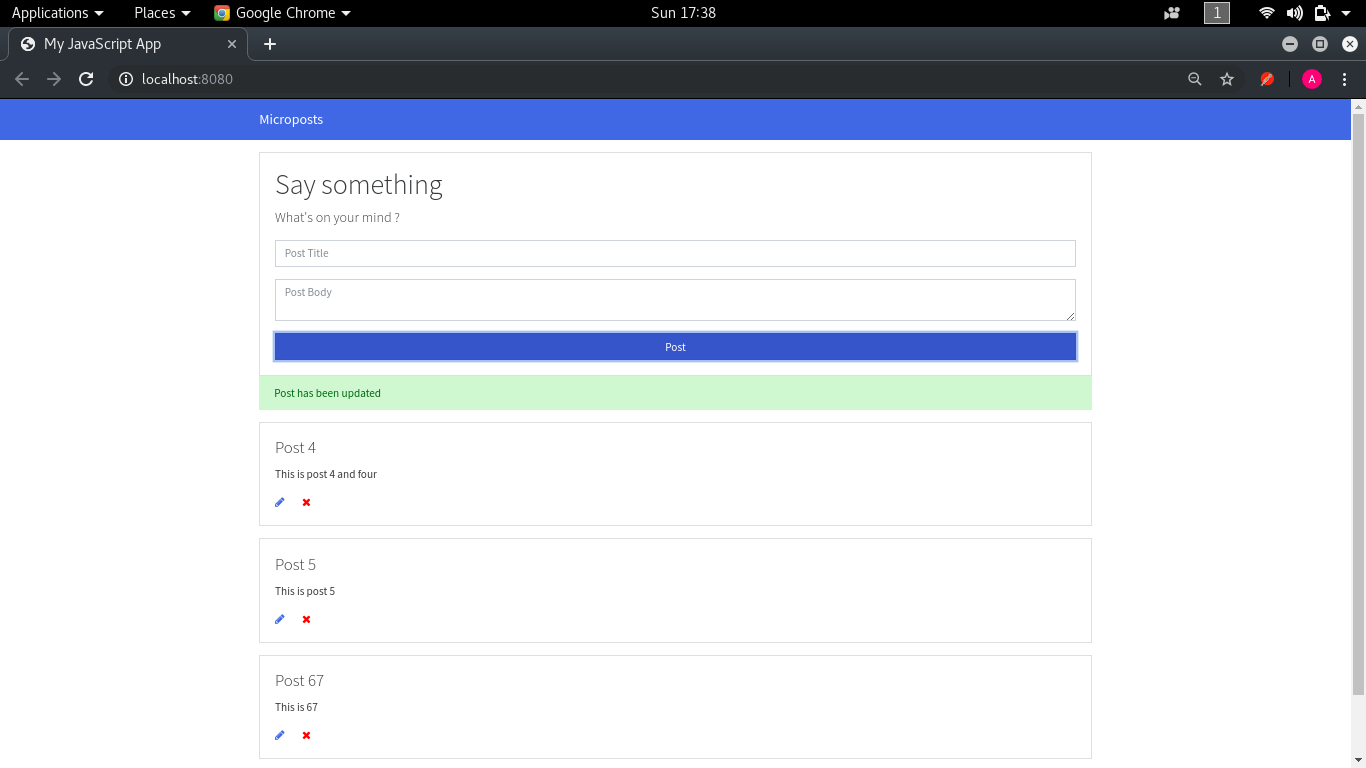 Applications Places Google Chrome Sun 17:38 1
My JavaScript App
localhost:8080 A
Microposts
Say something
What's on your mind ?
Post Title
Post Body
Post
Post has been updated
Post 4
This is post 4 and four
Post 5
This is post 5
Post 67
This is 67